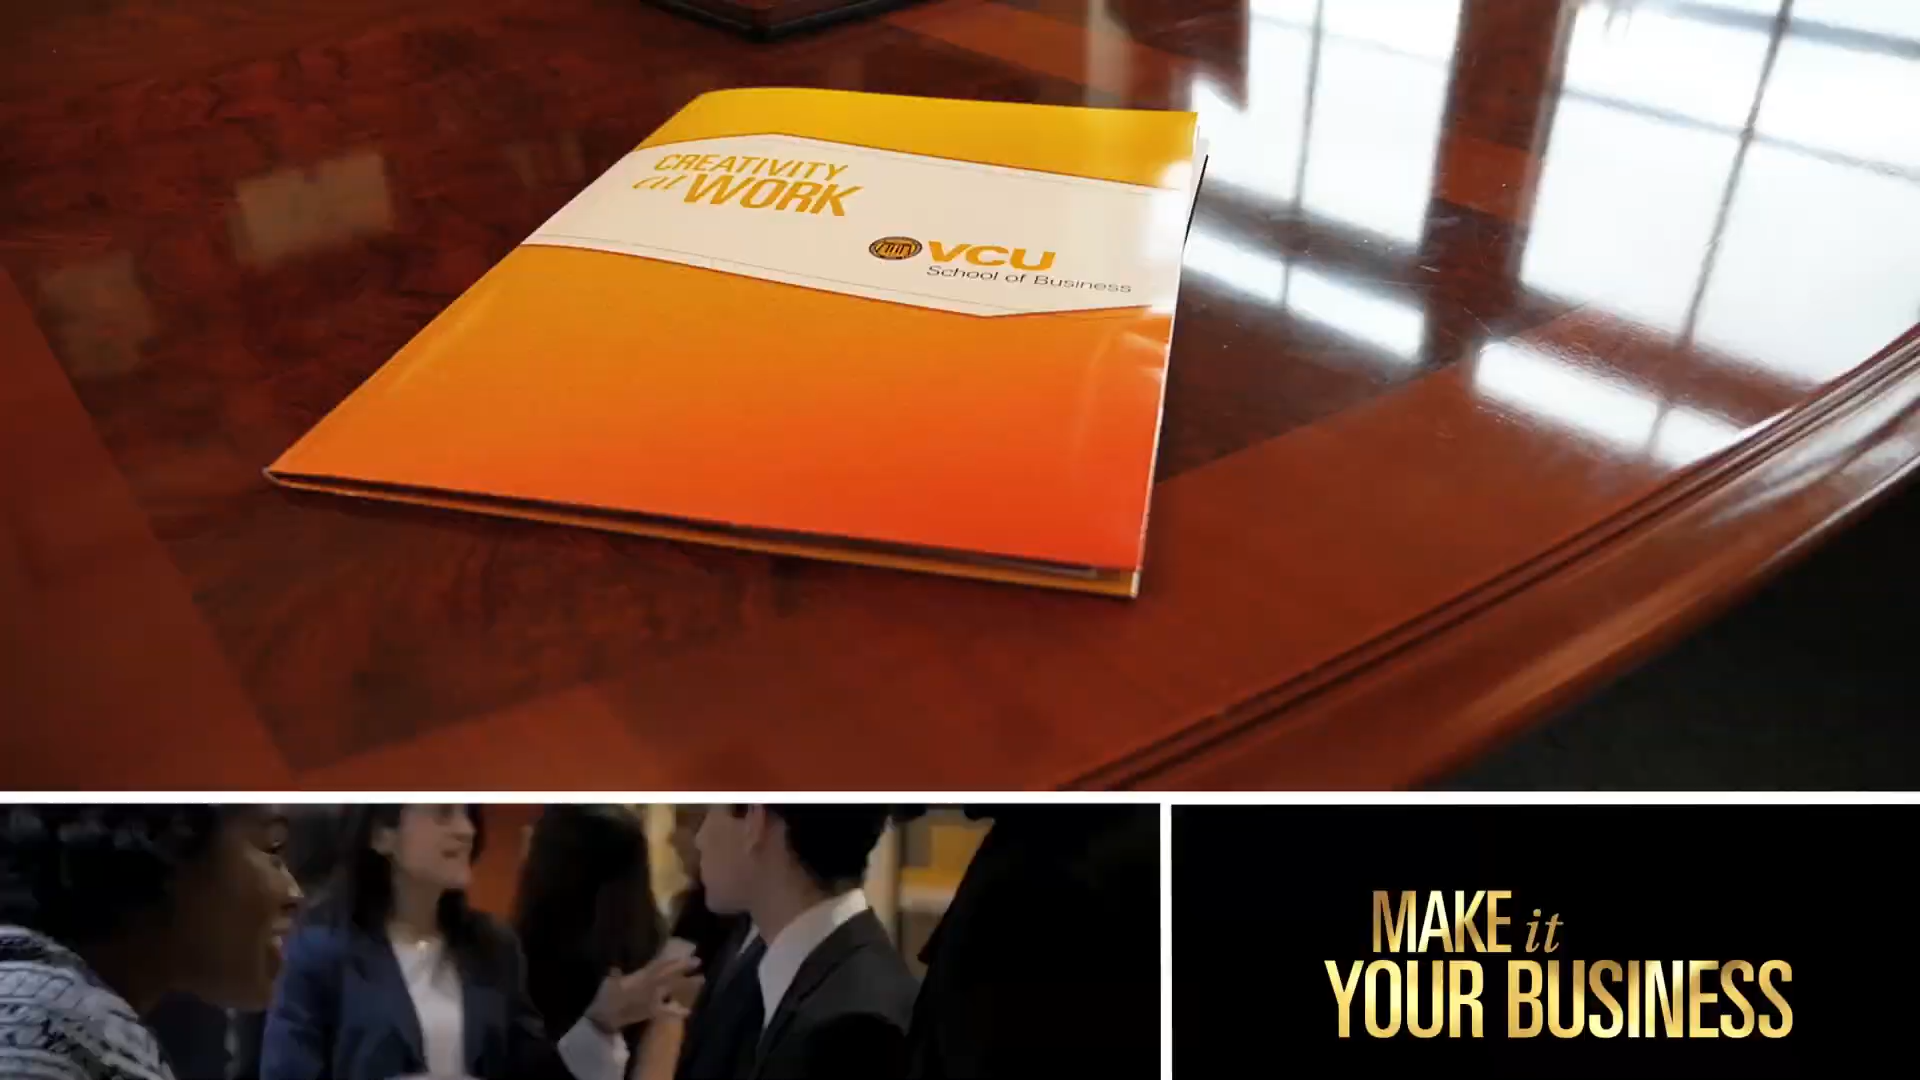 CREATIVITY
at WORK
VCU
School of Business
MAKE it
YOUR BUSINESS